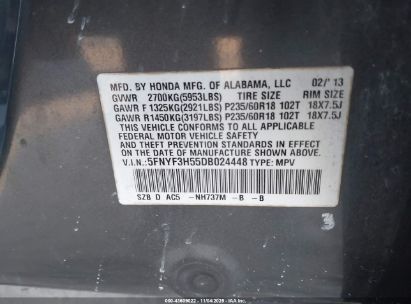 MFD. BY HONDA MFG. OF ALABAMA, LLC 02/'13
GVWR 2700KG(5953LBS) TIRE SIZE RIM SIZE
GAWR F 1325KG(2921LBS) P235/60R18 102T 18X7.5J
GAWR R1450KG(3197LBS) P235/60R18 102T 18X7.5J
THIS VEHICLE CONFORMS TO ALL APPLICABLE
FEDERAL MOTOR VEHICLE SAFETY, BUMPER,
AND THEFT PREVENTION STANDARDS IN EFFECT
ON THE DATE OF MANUFACTURE SHOWN ABOVE.
V.I.N.:5FNYF3H55DB024448 TYPE: MPV
SZB D AC5 -NH737M -B -B